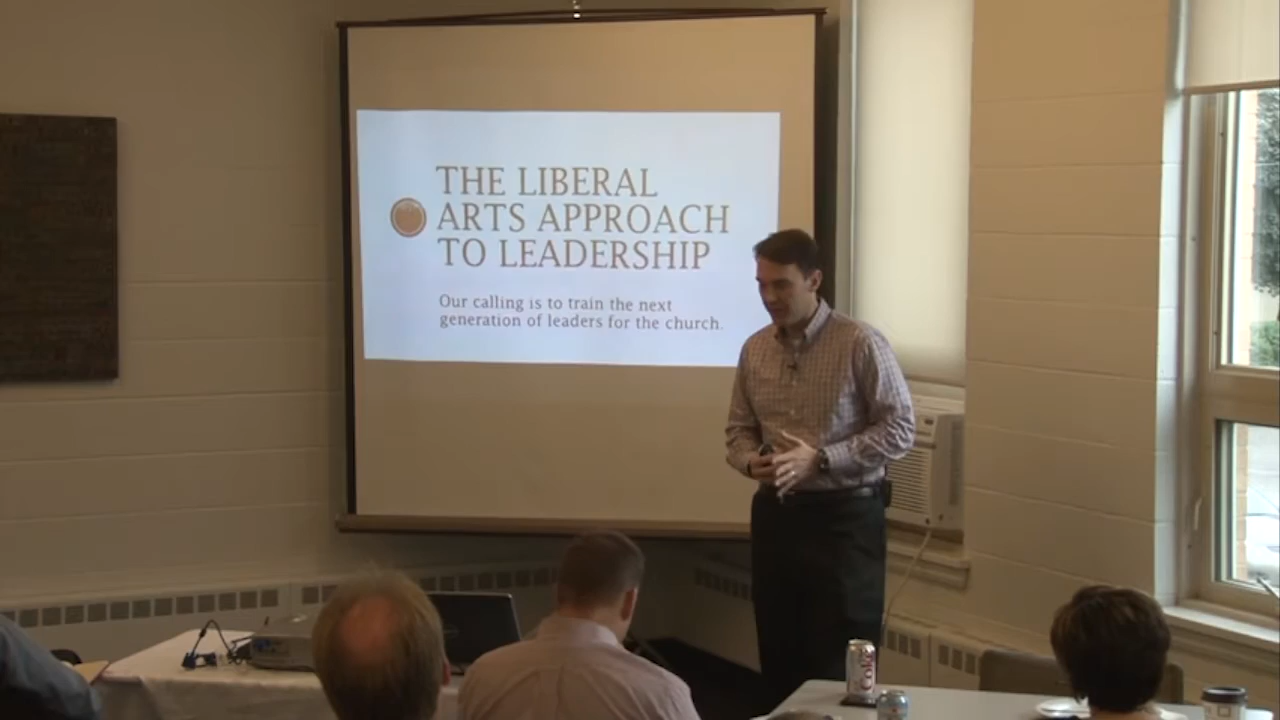 THE LIBERAL
ARTS APPROACH
TO LEADERSHIP
Our calling is to train the next
generation of leaders for the church.
Coke